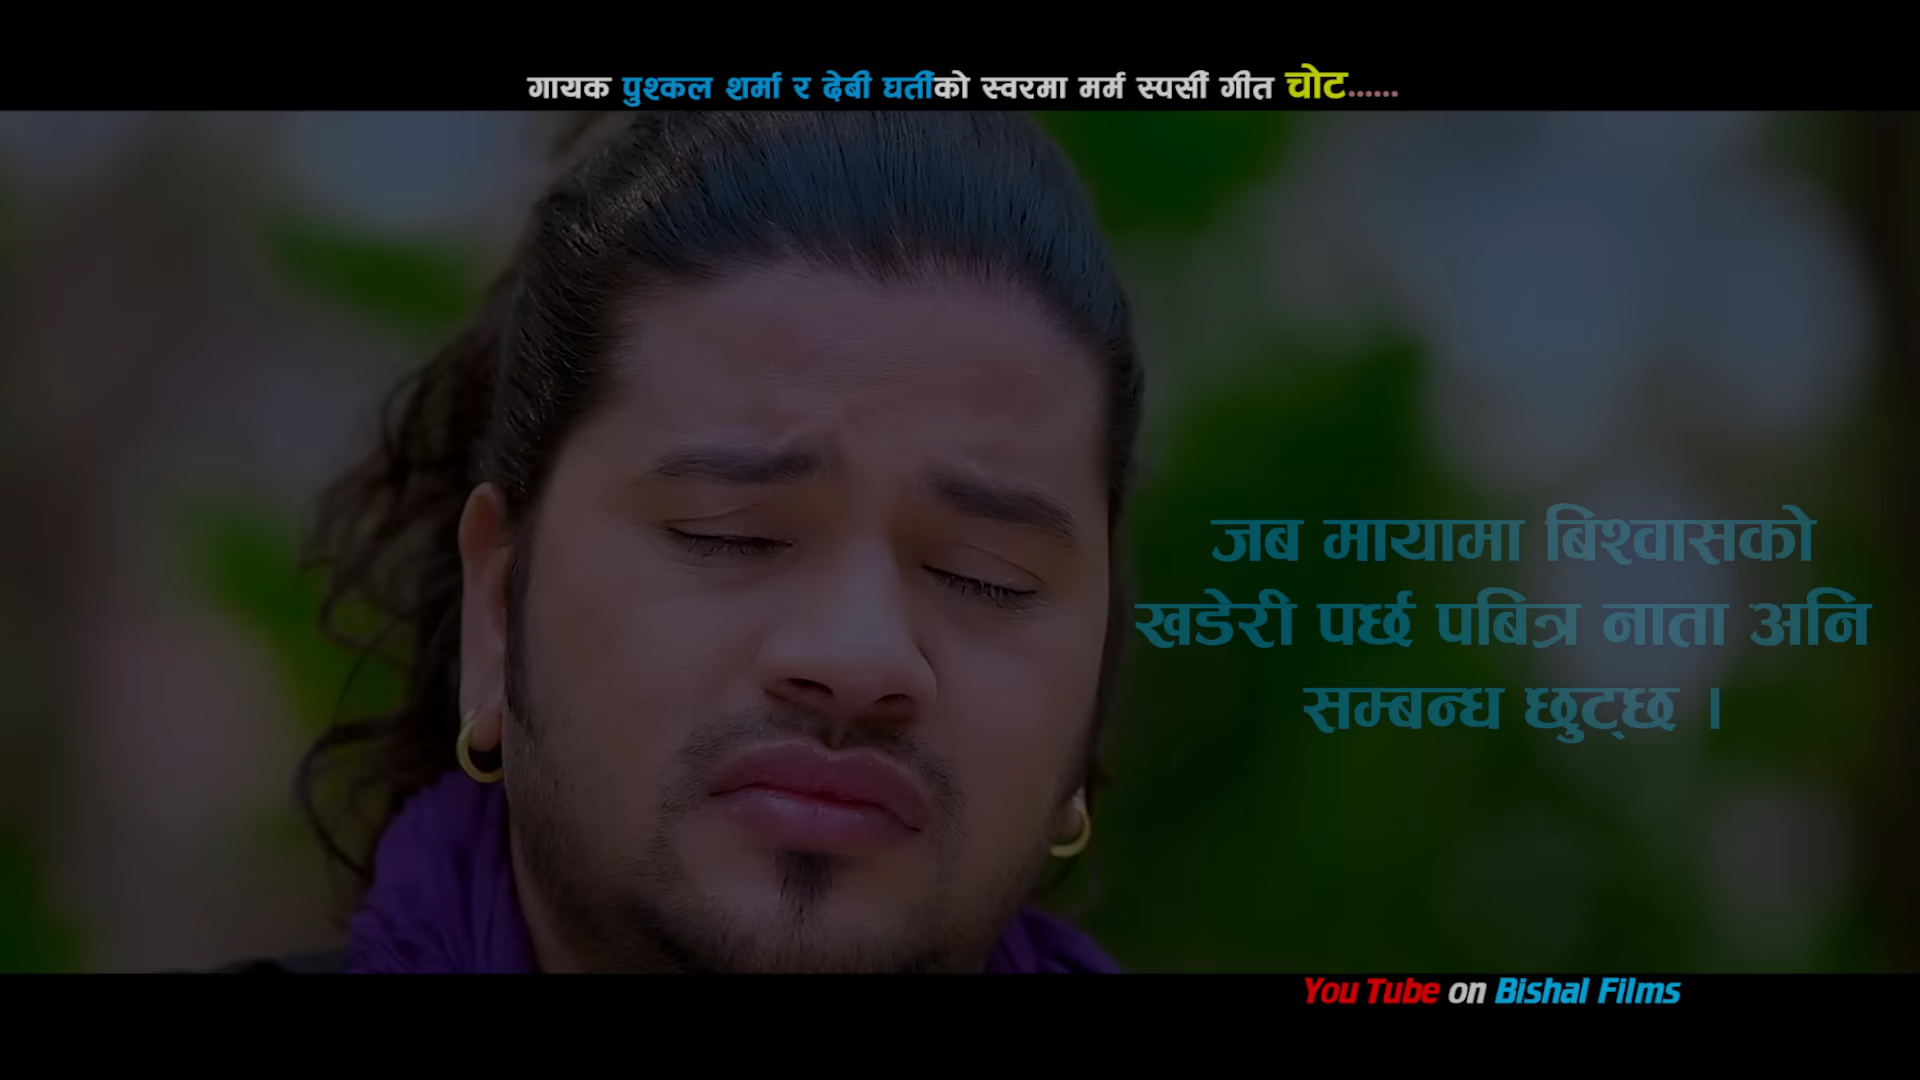 गायक पुश्कल शर्मा र देबी घर्तीको स्वरमा मर्म स्पर्सी गीत चोट......
जब मायामा बिश्वासको
खडेरी पर्छ पबित्र नाता अनि
सम्बन्ध छुट्छ ।
You Tube on Bishal Films